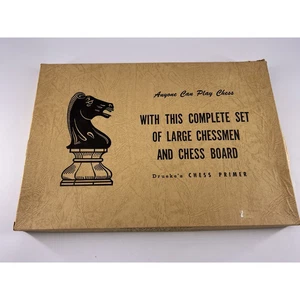 Anyone Can Play Chess
WITH THIS COMPLETE SET
OF LARGE CHESSMEN
AND CHESS BOARD
Drueke's CHESS PRIMER